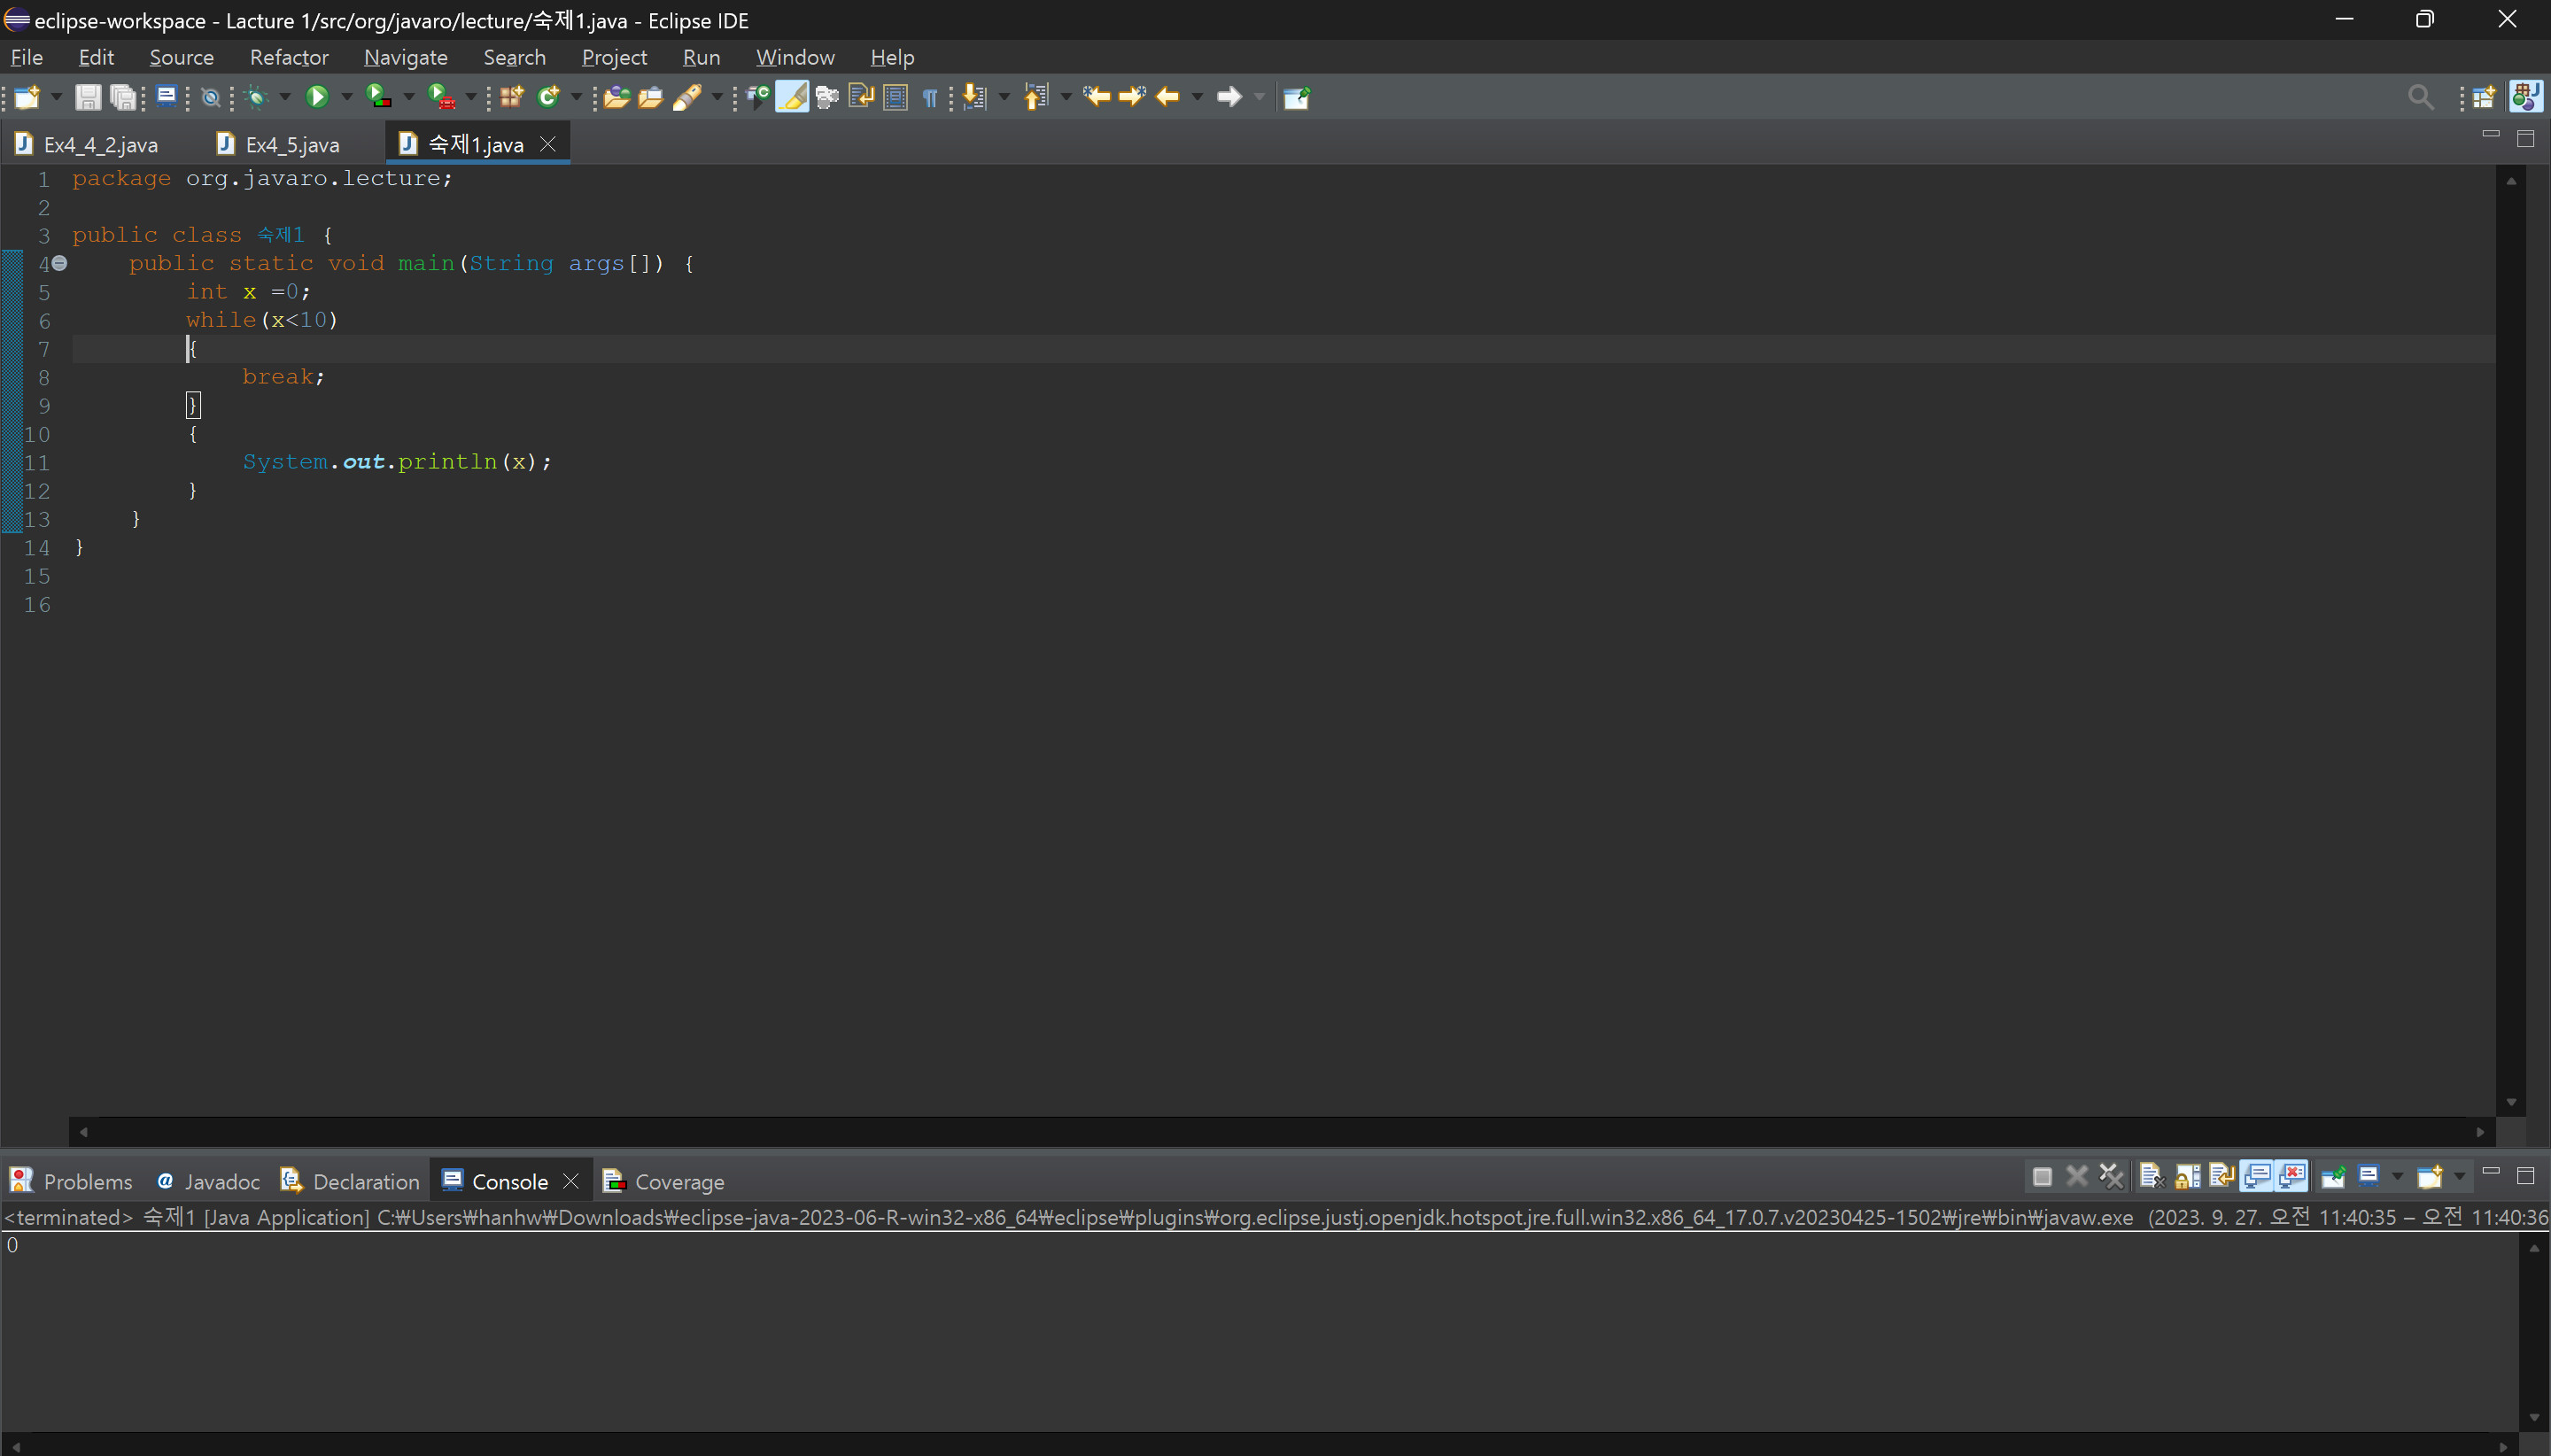 eclipse-workspace - Lacture 1/src/org/javaro/lecture/숙제1.java - Eclipse IDE
File Edit Source Refactor Navigate Search Project Run Window Help
Ex4_4_2.java Ex4_5.java 숙제1.java
1 package org.javaro.lecture;
2
3 public class 숙제1 {
4 public static void main(String args[]) {
5 int x =0;
6 while(x<10)
7 {
8 break;
9 }
10 {
11 System.out.println(x);
12 }
13 }
14 }
15
16
Problems Javadoc Declaration Console Coverage
<terminated> 숙제1 [Java Application] C:₩Users₩hanhw₩Downloads₩eclipse-java-2023-06-R-win32-x86_64₩eclipse₩plugins₩org.eclipse.justj.openjdk.hotspot.jre.full.win32.x86_64_17.0.7.v20230425-1502₩jre₩bin₩javaw.exe (2023. 9. 27. 오전 11:40:35 – 오전 11:40:36
0